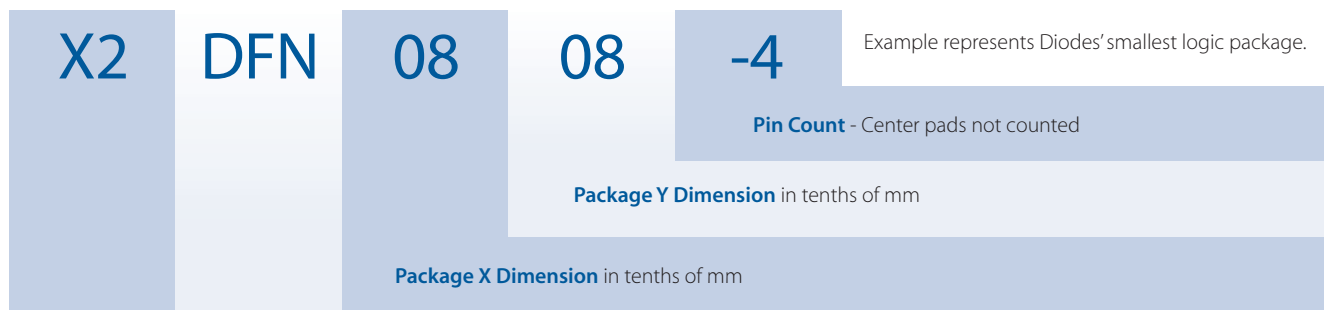 X2 DFN 08 08 -4
Example represents Diodes' smallest logic package.
Pin Count - Center pads not counted
Package Y Dimension in tenths of mm
Package X Dimension in tenths of mm